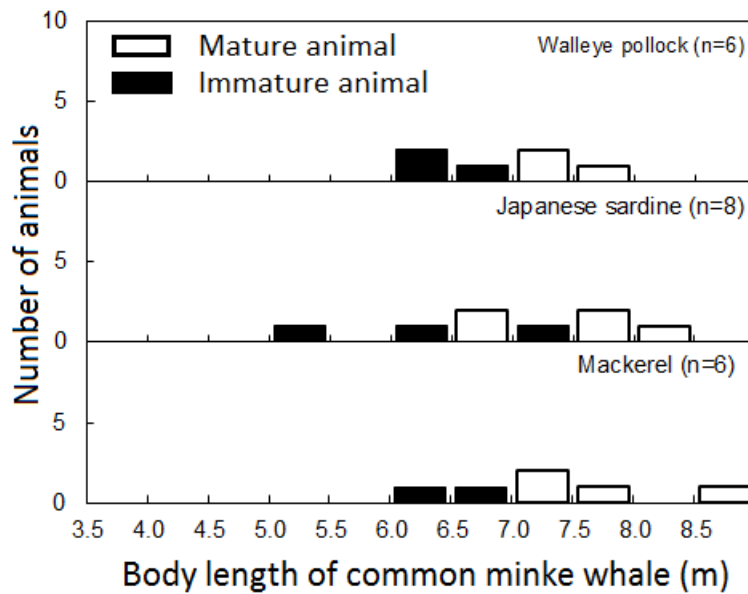 10
Mature animal
Walleye pollock (n=6)
Immature animal
5
0
Japanese sardine (n=8)
5
0
Mackerel (n=6)
5
0
Number of animals
3.5 4.0 4.5 5.0 5.5 6.0 6.5 7.0 7.5 8.0 8.5
Body length of common minke whale (m)